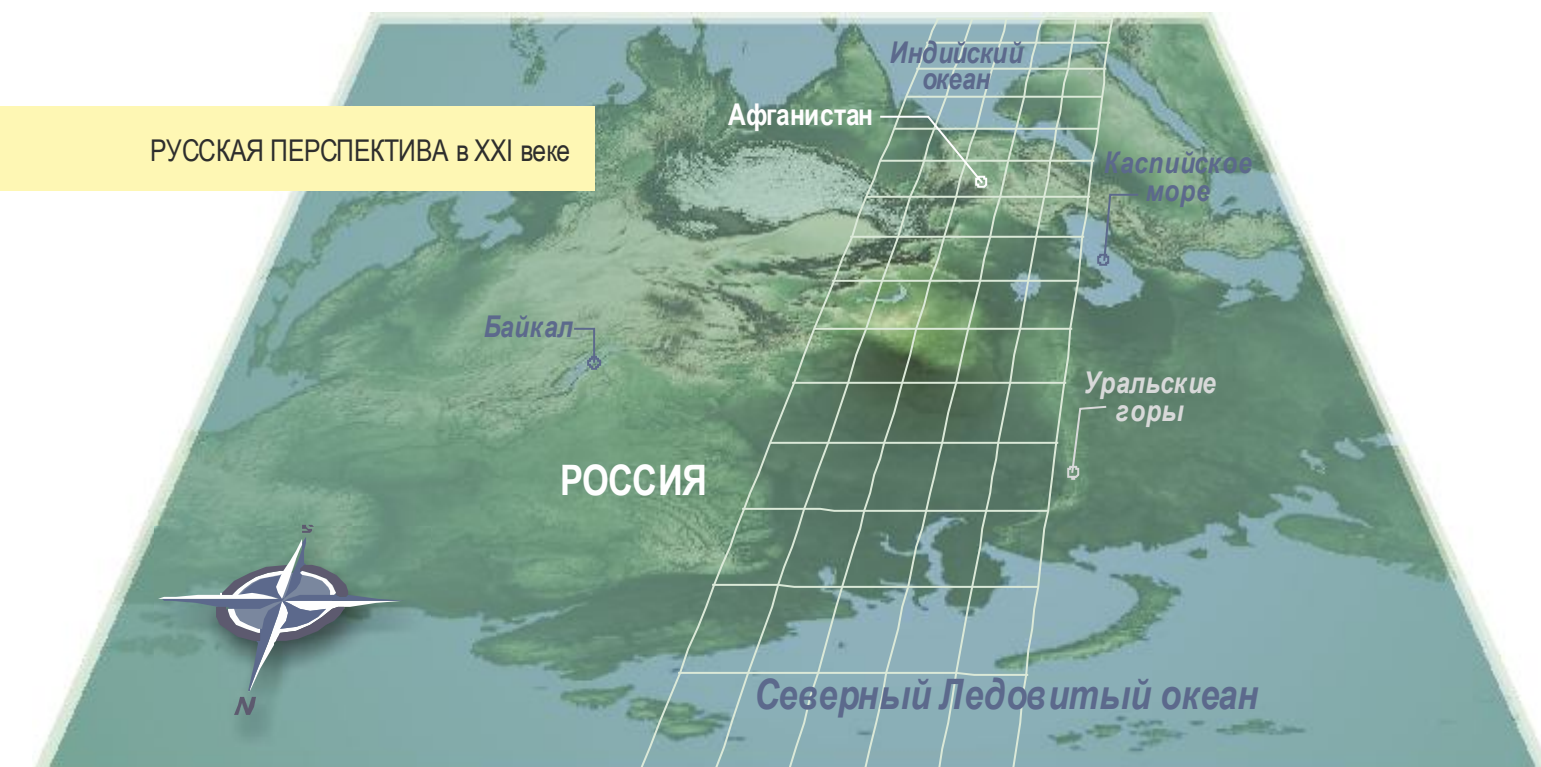 Индийский
океан
Афганистан
РУССКАЯ ПЕРСПЕКТИВА в XXI веке
Каспийское
море
Байкал
Уральские
горы
РОССИЯ
S
N
Северный Ледовитый океан